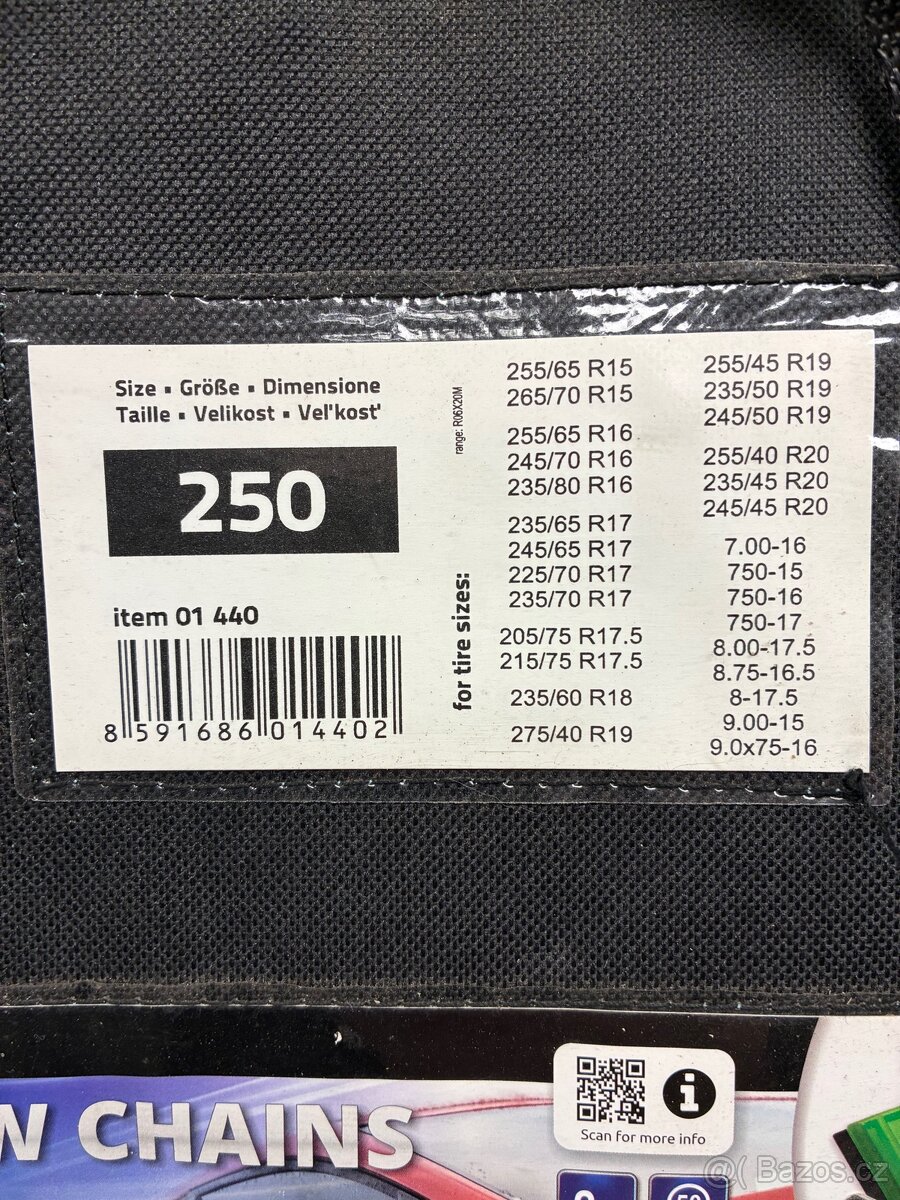 Size ▪ Größe ▪ Dimensione
Taille ▪ Velikost ▪ Vel'kosť
250
item 01 440
8 591686 014402
range: R06X20M
for tire sizes:
255/65 R15
265/70 R15
255/65 R16
245/70 R16
235/80 R16
235/65 R17
245/65 R17
225/70 R17
235/70 R17
205/75 R17.5
215/75 R17.5
235/60 R18
275/40 R19
255/45 R19
235/50 R19
245/50 R19
255/40 R20
235/45 R20
245/45 R20
7.00-16
750-15
750-16
750-17
8.00-17.5
8.75-16.5
8-17.5
9.00-15
9.0x75-16
W CHAINS
i
Scan for more info
50
@( Bazos.cz